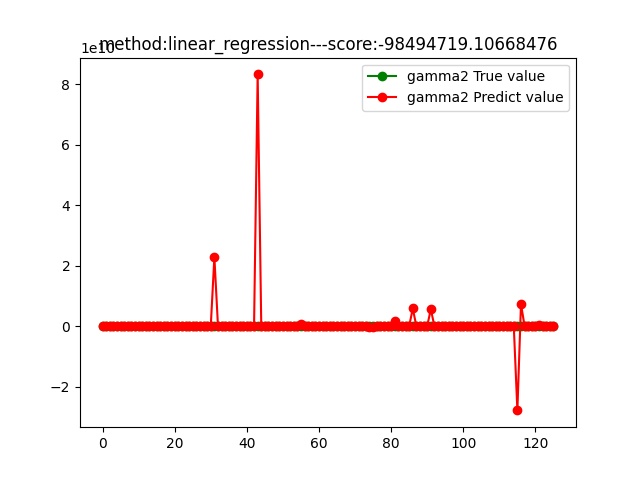 method:linear_regression---score:-98494719.10668476
1e10
gamma2 True value
gamma2 Predict value
8
6
4
2
0
−2
0 20 40 60 80 100 120